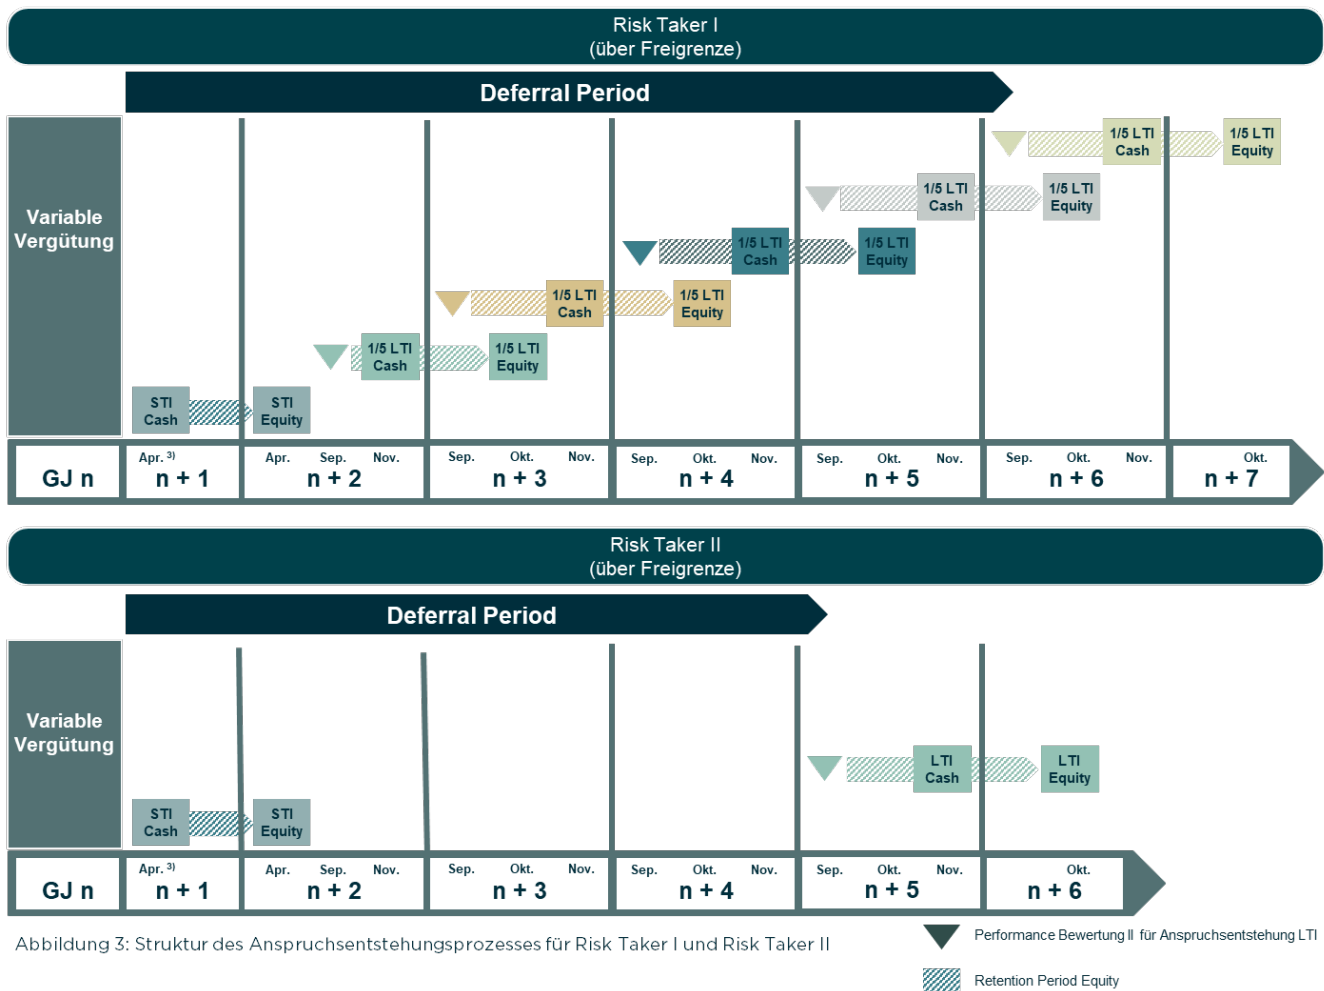 Risk Taker I
(über Freigrenze)
Deferral Period
Variable
Vergütung
1/5 LTI
Cash
1/5 LTI
Equity
1/5 LTI
Cash
1/5 LTI
Equity
1/5 LTI
Cash
1/5 LTI
Equity
1/5 LTI
Cash
1/5 LTI
Equity
1/5 LTI
Cash
1/5 LTI
Equity
STI
Cash
STI
Equity
GJ n
Apr. 3)
n + 1
Apr. Sep. Nov.
n + 2
Sep. Okt. Nov.
n + 3
Sep. Okt. Nov.
n + 4
Sep. Okt. Nov.
n + 5
Sep. Okt. Nov.
n + 6
Okt.
n + 7
Risk Taker II
(über Freigrenze)
Deferral Period
Variable
Vergütung
LTI
Cash
LTI
Equity
STI
Cash
STI
Equity
GJ n
Apr. 3)
n + 1
Apr. Sep. Nov.
n + 2
Sep. Okt. Nov.
n + 3
Sep. Okt. Nov.
n + 4
Sep. Okt. Nov.
n + 5
Okt.
n + 6
Abbildung 3: Struktur des Anspruchsentstehungsprozesses für Risk Taker I und Risk Taker II
Performance Bewertung II für Anspruchsentstehung LTI
Retention Period Equity